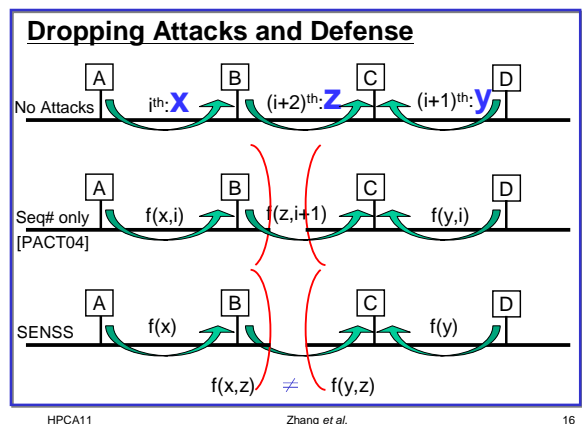 Dropping Attacks and Defense
A B C D
No Attacks ith:x (i+2)th:z (i+1)th:y
A B C D
Seq# only f(x,i) f(z,i+1) f(y,i)
[PACT04]
A B C D
SENSS f(x) f(y)
f(x,z) ≠ f(y,z)
HPCA11 Zhang et al. 16